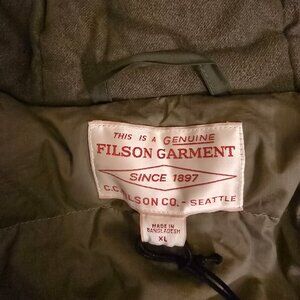 THIS IS A GENUINE
FILSON GARMENT
SINCE 1897
C.C. FILSON CO. - SEATTLE
MADE IN
BANGLADESH
XL